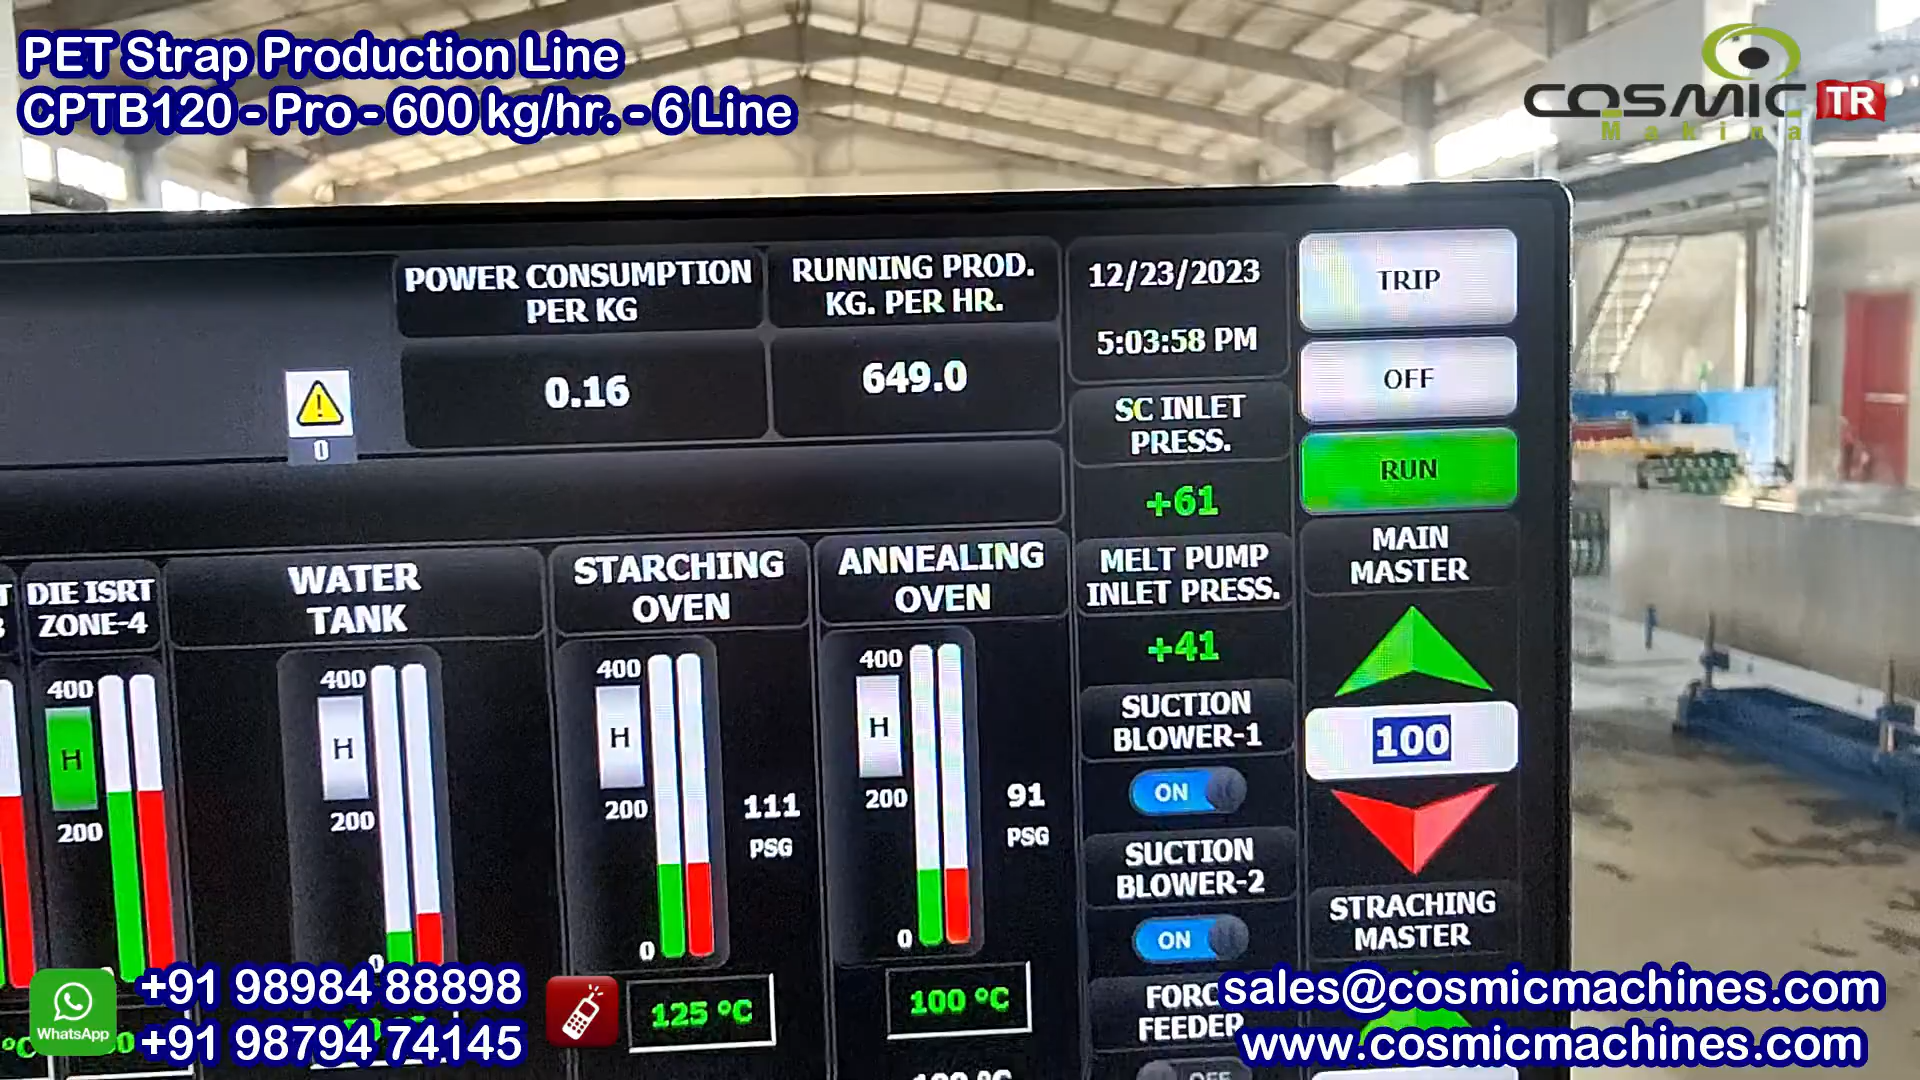 PET Strap Production Line
CPTB120 - Pro - 600 kg/hr. - 6 Line
COSMIC TR
Makina
POWER CONSUMPTION
PER KG
0.16
RUNNING PROD.
KG. PER HR.
649.0
12/23/2023
5:03:58 PM
TRIP
OFF
RUN
0
SC INLET
PRESS.
+61
MELT PUMP
INLET PRESS.
+41
MAIN
MASTER
100
DIE ISRT
ZONE-4
400
H
200
WATER
TANK
400
H
200
0
STARCHING
OVEN
400
H
200
0
111
PSG
125 °C
ANNEALING
OVEN
400
H
200
0
91
PSG
100 °C
SUCTION
BLOWER-1
ON
SUCTION
BLOWER-2
ON
STRACHING
MASTER
FEEDER
OFF
WhatsApp
+91 98984 88898
+91 98794 74145
sales@cosmicmachines.com
www.cosmicmachines.com